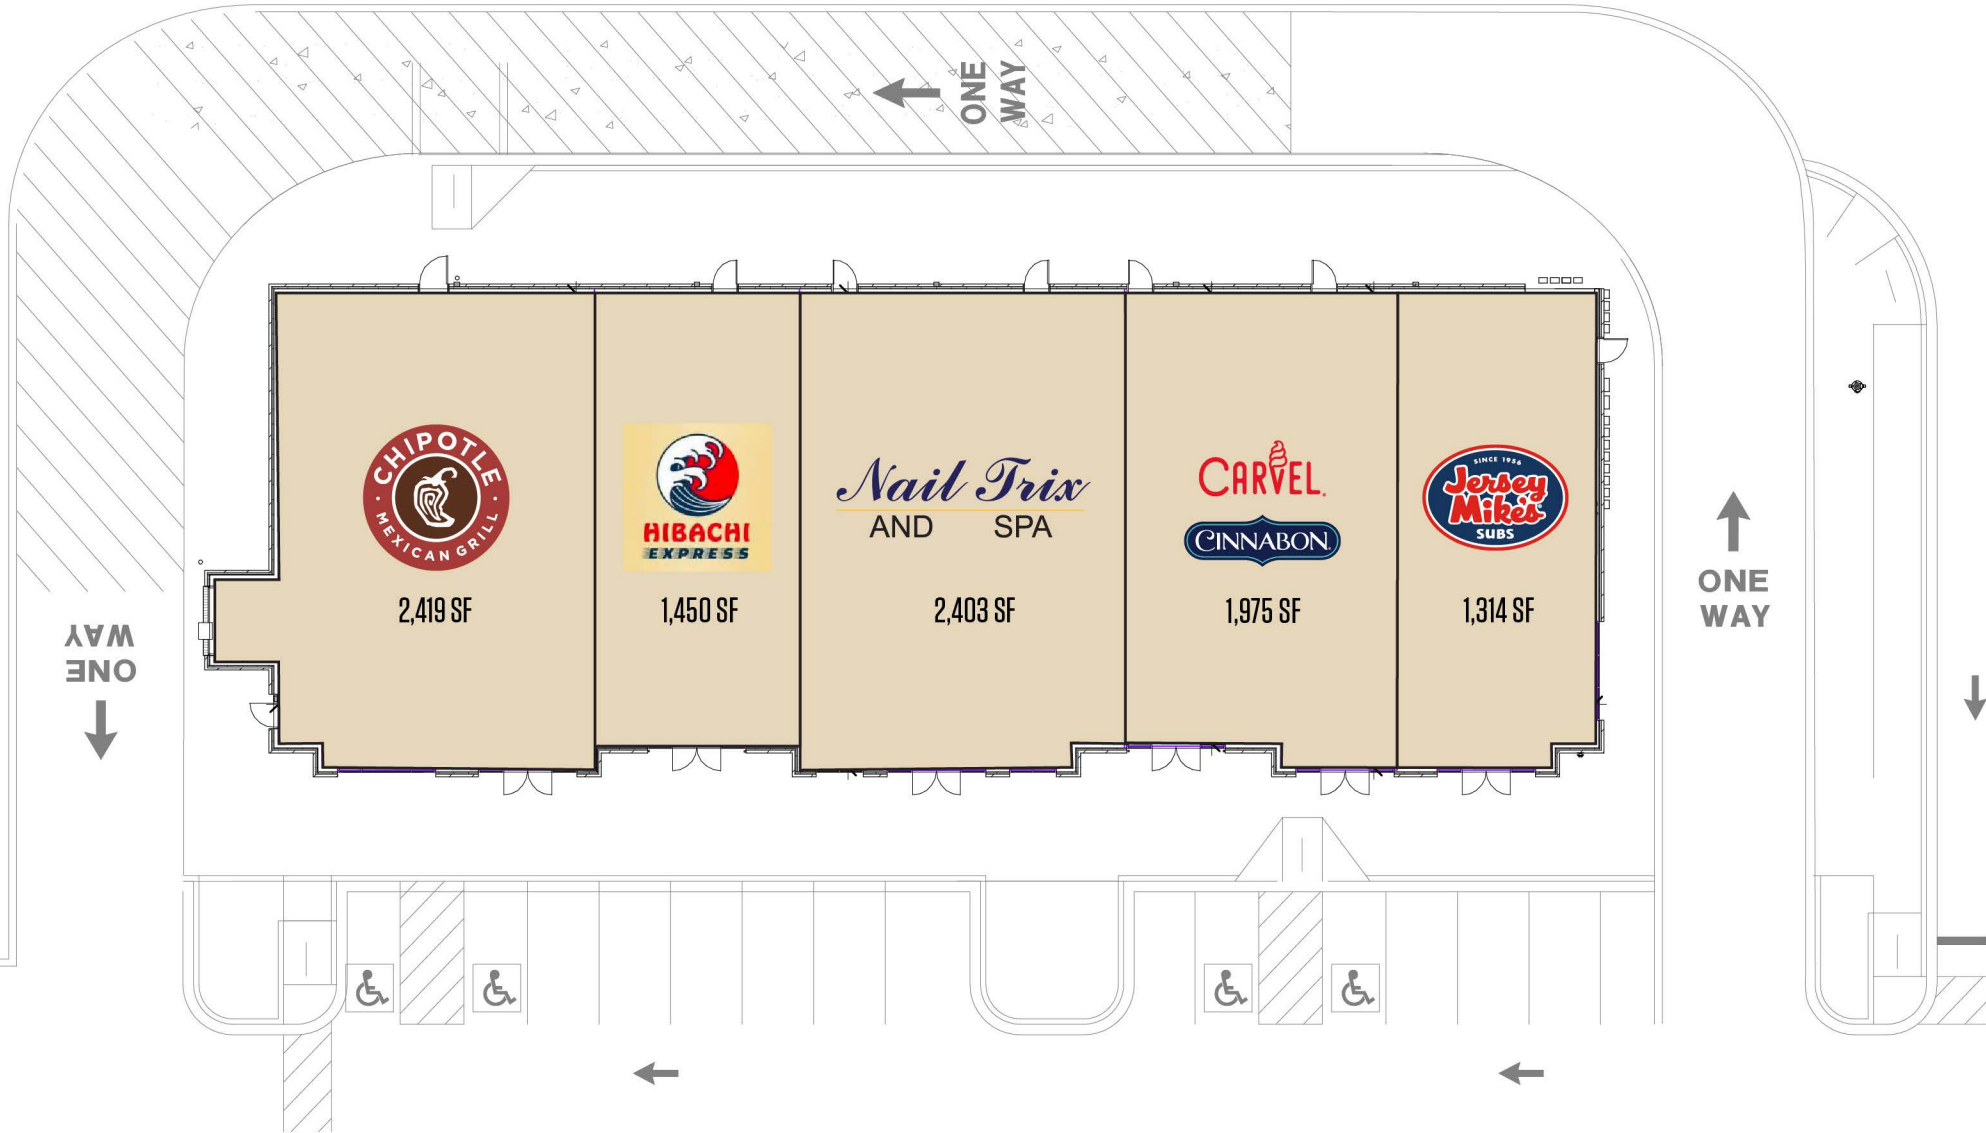 ONE
WAY
CHIPOTLE
MEXICAN GRILL
2,419 SF
HIBACHI
EXPRESS
1,450 SF
Nail Trix
AND SPA
2,403 SF
CARVEL
CINNABON
1,975 SF
SINCE 1956
Jersey
Mike's
SUBS
1,314 SF
ONE
WAY
ONE
WAY